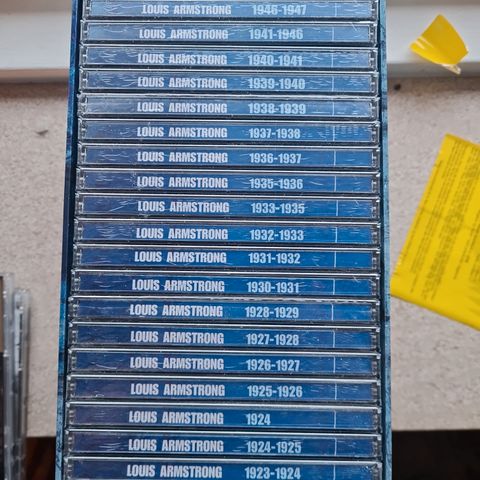 LOUIS ARMSTRONG 1946-1947
LOUIS ARMSTRONG 1941-1946
LOUIS ARMSTRONG 1940-1941
LOUIS ARMSTRONG 1939-1940
LOUIS ARMSTRONG 1938-1939
LOUIS ARMSTRONG 1937-1938
LOUIS ARMSTRONG 1936-1937
LOUIS ARMSTRONG 1935-1936
LOUIS ARMSTRONG 1933-1935
LOUIS ARMSTRONG 1932-1933
LOUIS ARMSTRONG 1931-1932
LOUIS ARMSTRONG 1930-1931
LOUIS ARMSTRONG 1928-1929
LOUIS ARMSTRONG 1927-1928
LOUIS ARMSTRONG 1926-1927
LOUIS ARMSTRONG 1925-1926
LOUIS ARMSTRONG 1924
LOUIS ARMSTRONG 1924-1925
LOUIS ARMSTRONG 1923-1924